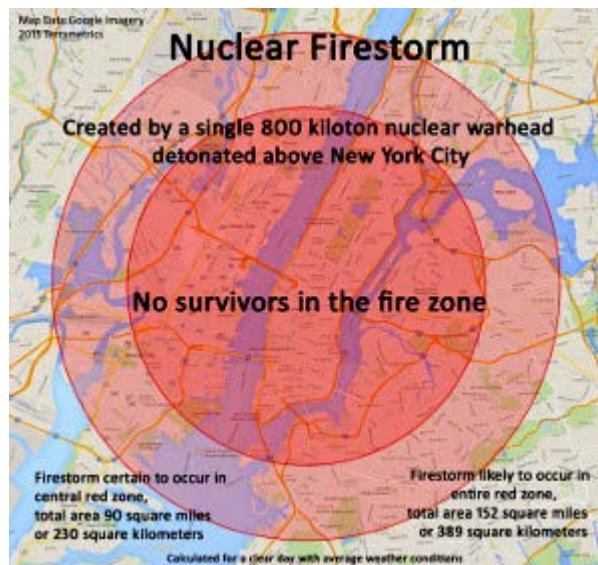 Map Data Google Imagery
2015 Terrametrics
Nuclear Firestorm
Created by a single 800 kiloton nuclear warhead
detonated above New York City
No survivors in the fire zone
Firestorm certain to occur in
central red zone,
total area 90 square miles
or 230 square kilometers
Firestorm likely to occur in
entire red zone,
total area 152 square miles
or 389 square kilometers
Calculated for a clear day with average weather conditions